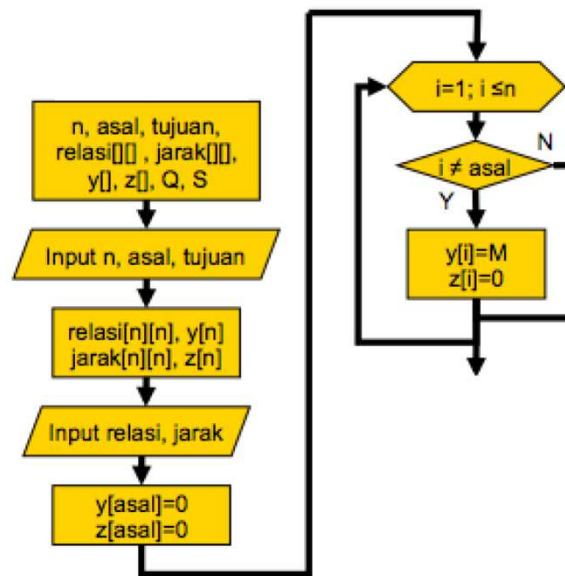 n, asal, tujuan,
relasi[][] , jarak[][],
y[], z[], Q, S
Input n, asal, tujuan
relasi[n][n], y[n]
jarak[n][n], z[n]
Input relasi, jarak
y[asal]=0
z[asal]=0
i=1; i ≤n
i ≠ asal
N
Y
y[i]=M
z[i]=0